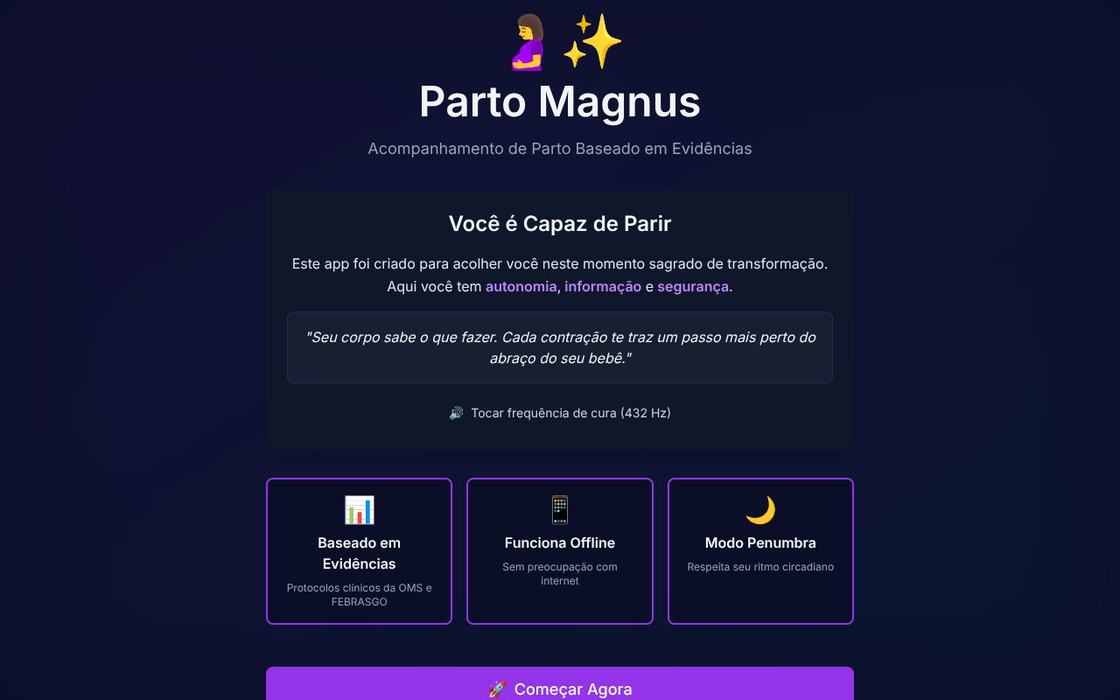 Parto Magnus
Acompanhamento de Parto Baseado em Evidências
Você é Capaz de Parir
Este app foi criado para acolher você neste momento sagrado de transformação.
Aqui você tem autonomia, informação e segurança.
"Seu corpo sabe o que fazer. Cada contração te traz um passo mais perto do
abraço do seu bebê."
🔊 Tocar frequência de cura (432 Hz)
Baseado em
Evidências
Protocolos clínicos da OMS e
FEBRASGO
Funciona Offline
Sem preocupação com
internet
Modo Penumbra
Respeita seu ritmo circadiano
🚀 Começar Agora